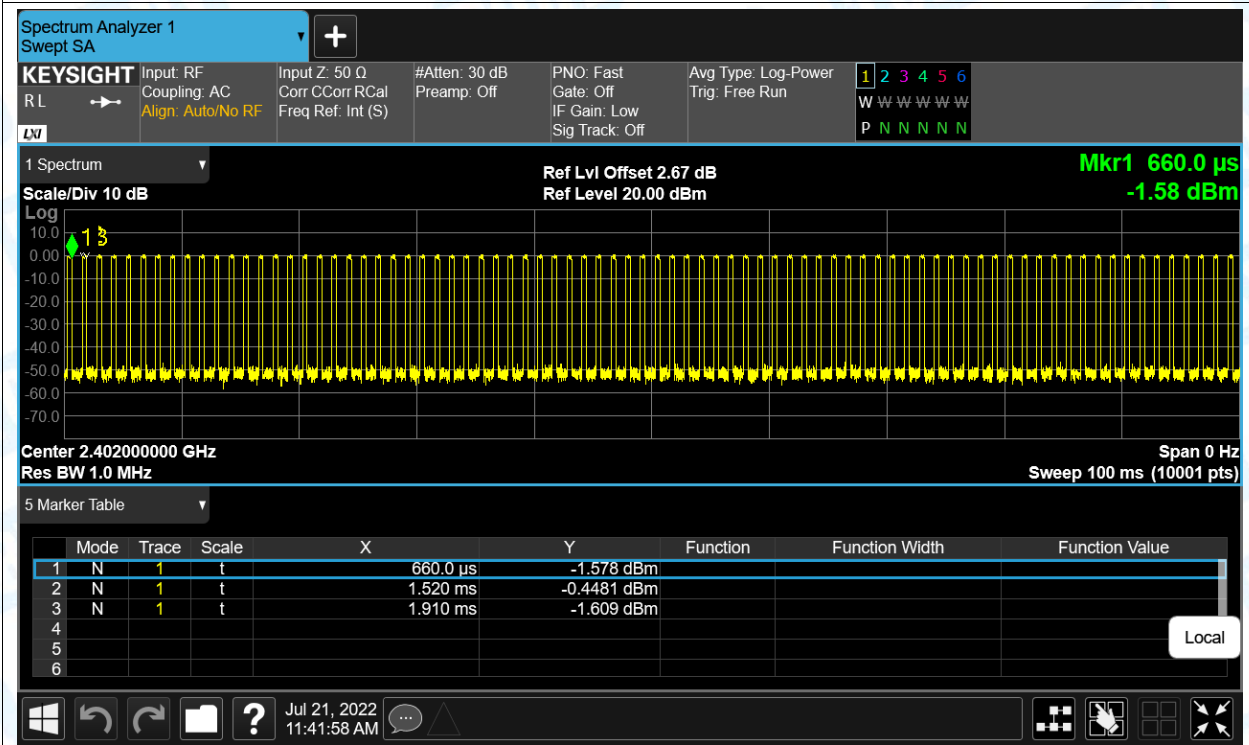 Spectrum Analyzer 1
Swept SA
KEYSIGHT
R L
LXI
Input: RF
Coupling: AC
Align: Auto/No RF
Input Z: 50 Ω
Corr CCorr RCal
Freq Ref: Int (S)
#Atten: 30 dB
Preamp: Off
PNO: Fast
Gate: Off
IF Gain: Low
Sig Track: Off
Avg Type: Log-Power
Trig: Free Run
1 2 3 4 5 6
W W W W W W
P N N N N N
1 Spectrum
Scale/Div 10 dB
Ref Lvl Offset 2.67 dB
Ref Level 20.00 dBm
Mkr1 660.0 µs
-1.58 dBm
Log
10.0
0.00
-10.0
-20.0
-30.0
-40.0
-50.0
-60.0
-70.0
1 3
Center 2.402000000 GHz
Res BW 1.0 MHz
Span 0 Hz
Sweep 100 ms (10001 pts)
5 Marker Table
Mode Trace Scale X Y Function Function Width Function Value
1 N 1 t 660.0 µs -1.578 dBm
2 N 1 t 1.520 ms -0.4481 dBm
3 N 1 t 1.910 ms -1.609 dBm
4
5
6
Local
?
Jul 21, 2022
11:41:58 AM